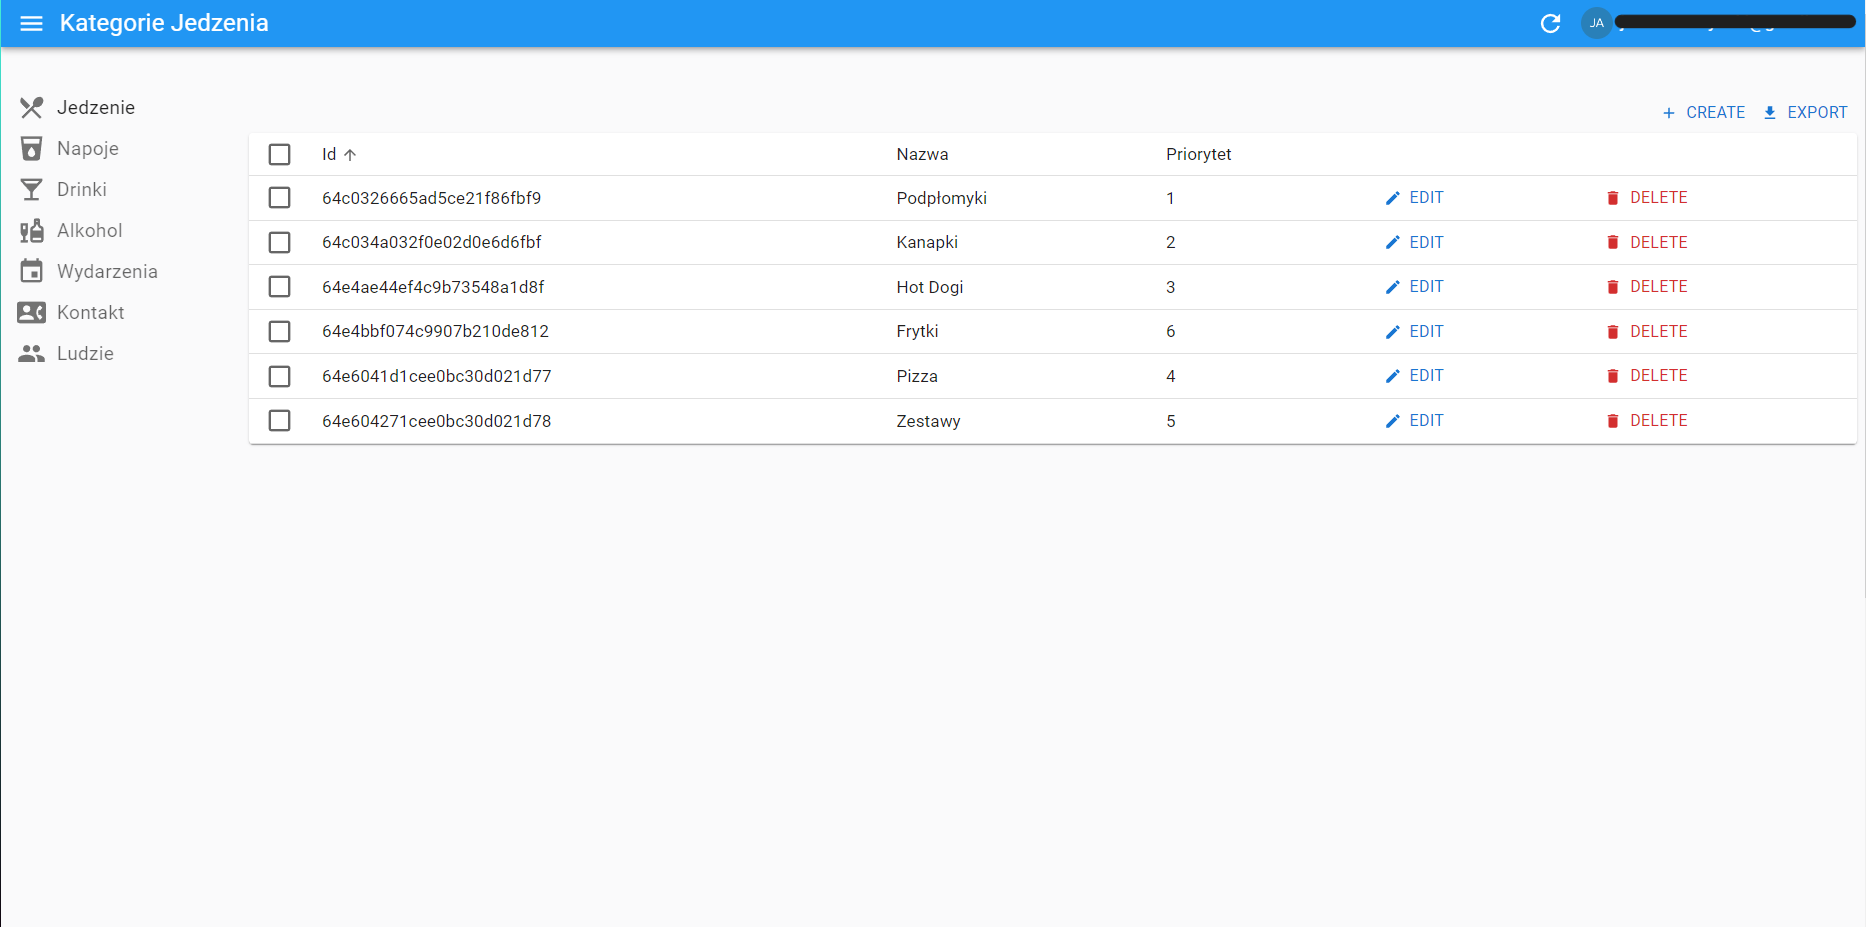 Kategorie Jedzenia
JA
Jedzenie
Napoje
Drinki
Alkohol
Wydarzenia
Kontakt
Ludzie
CREATE EXPORT
Id Nazwa Priorytet
64c0326665ad5ce21f86fbf9 Podpłomyki 1 EDIT DELETE
64c034a032f0e02d0e6d6fbf Kanapki 2 EDIT DELETE
64e4ae44ef4c9b73548a1d8f Hot Dogi 3 EDIT DELETE
64e4bbf074c9907b210de812 Frytki 6 EDIT DELETE
64e6041d1cee0bc30d021d77 Pizza 4 EDIT DELETE
64e604271cee0bc30d021d78 Zestawy 5 EDIT DELETE